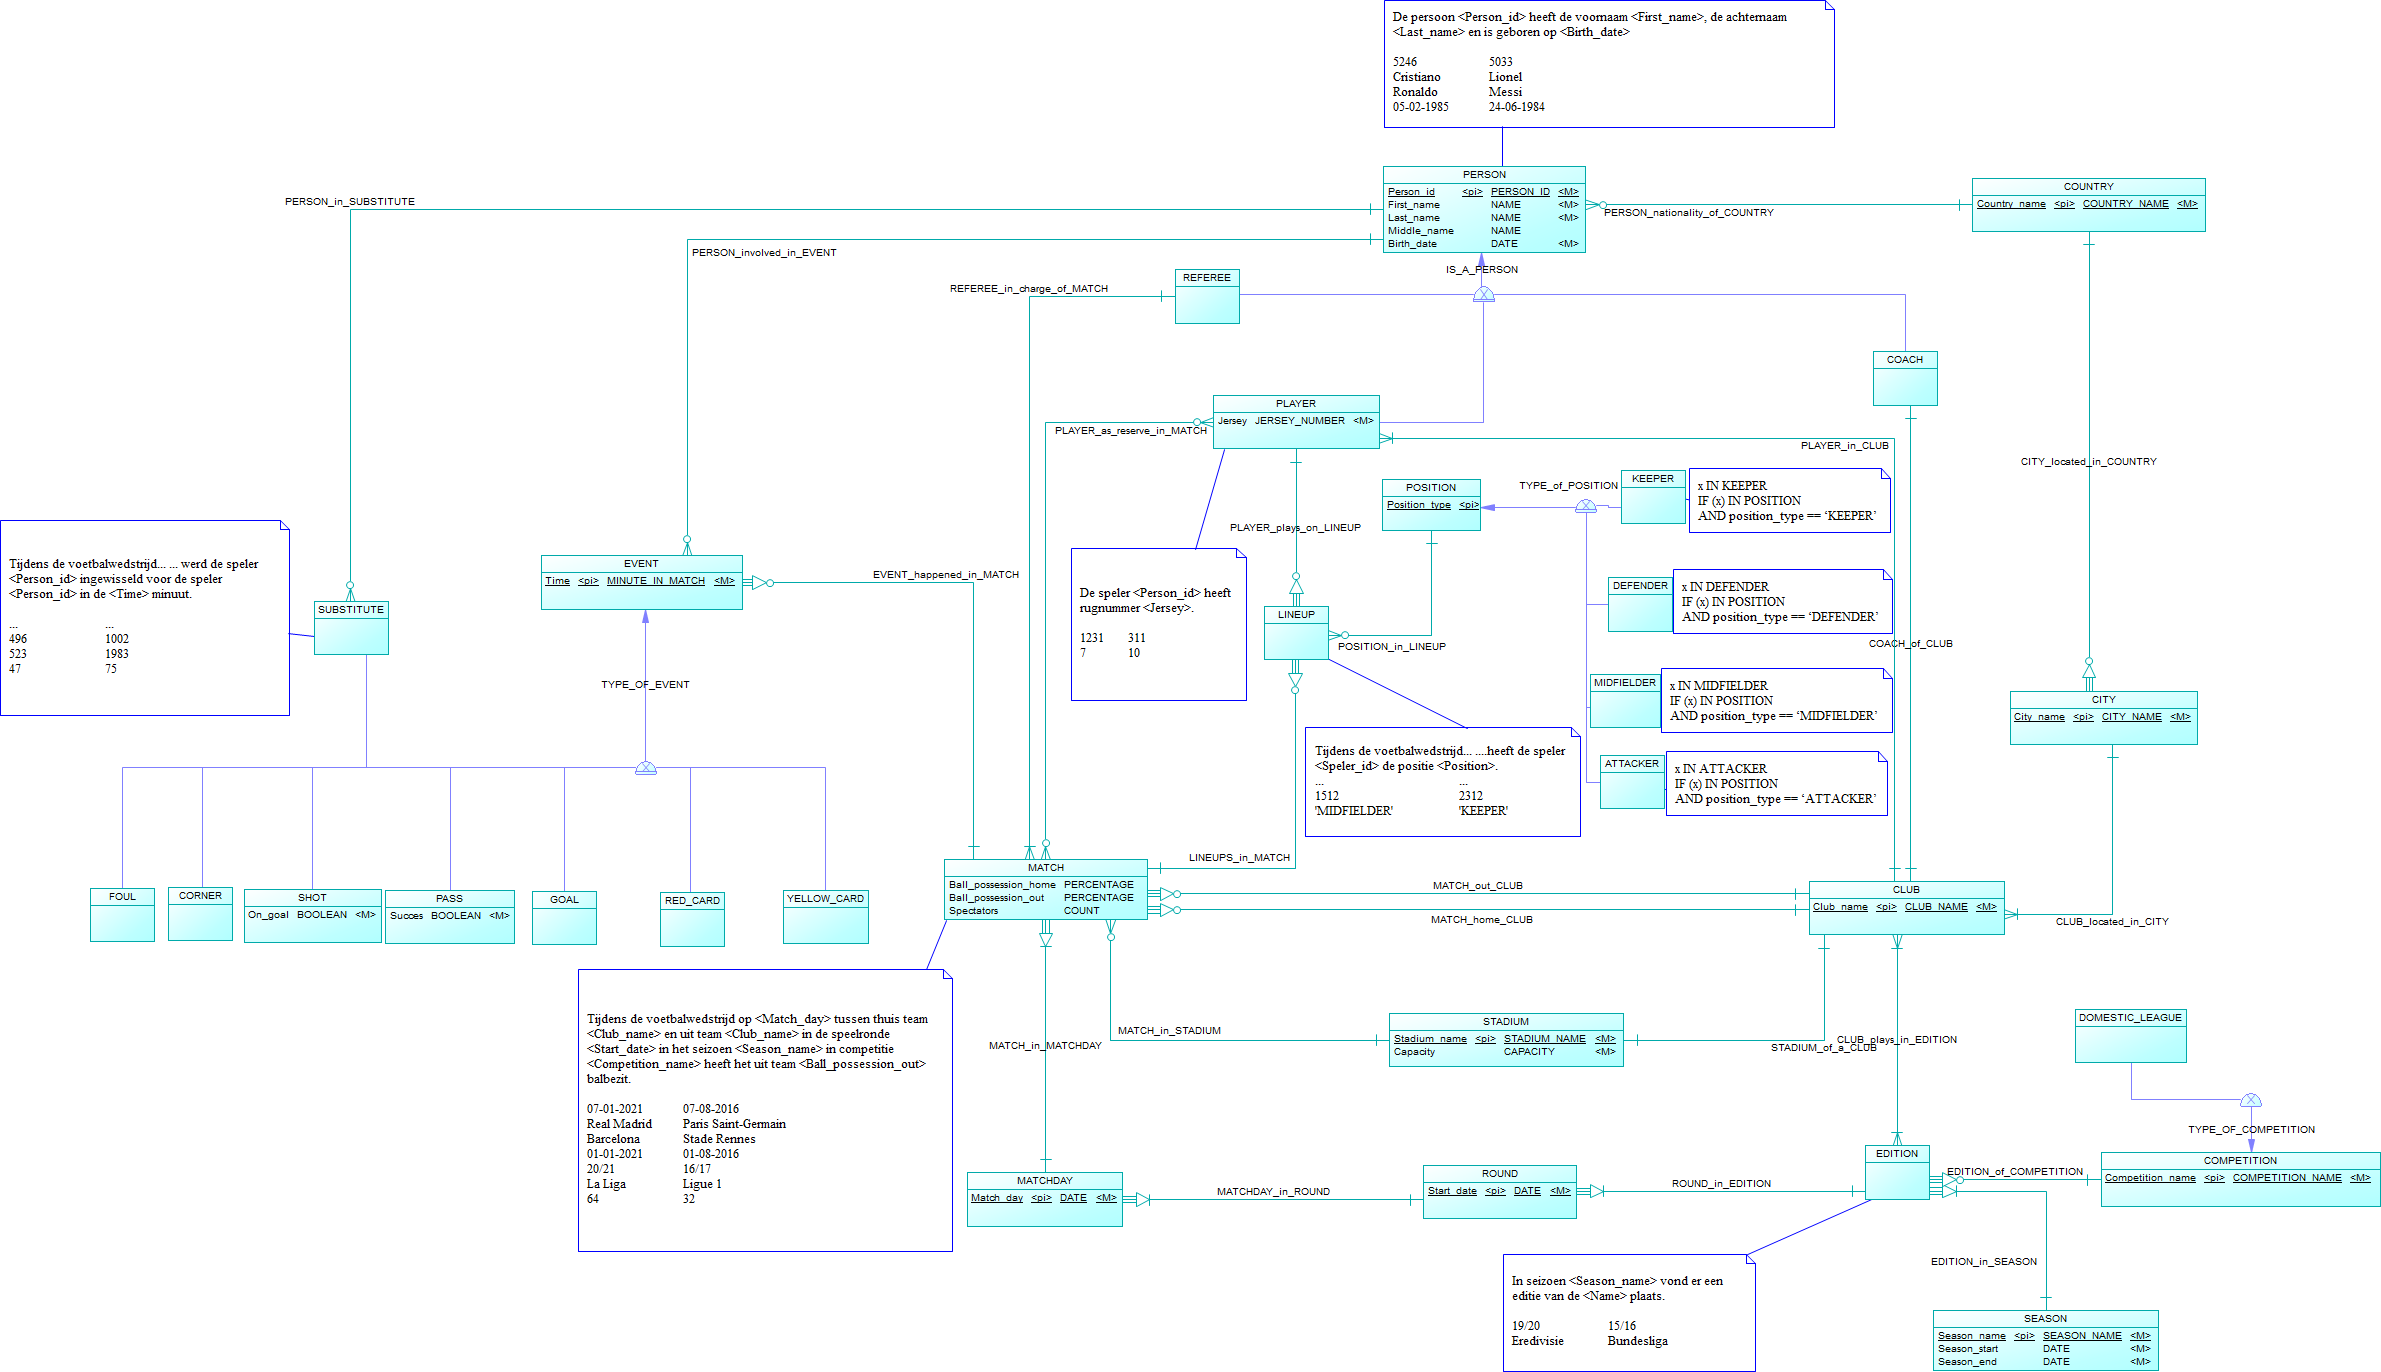 De persoon <Person_id> heeft de voornaam <First_name>, de achternaam
<Last_name> en is geboren op <Birth_date>
5246 5033
Cristiano Lionel
Ronaldo Messi
05-02-1985 24-06-1984
PERSON
Person_id <pi> PERSON_ID <M>
First_name NAME <M>
Last_name NAME <M>
Middle_name NAME
Birth_date DATE <M>
COUNTRY
Country_name <pi> COUNTRY_NAME <M>
PERSON_in_SUBSTITUTE
PERSON_nationality_of_COUNTRY
PERSON_involved_in_EVENT
IS_A_PERSON
REFEREE
REFEREE_in_charge_of_MATCH
COACH
PLAYER
Jersey JERSEY_NUMBER <M>
PLAYER_as_reserve_in_MATCH
PLAYER_in_CLUB
CITY_located_in_COUNTRY
POSITION
Position_type <pi>
TYPE_of_POSITION
KEEPER
x IN KEEPER
IF (x) IN POSITION
AND position_type == ‘KEEPER’
PLAYER_plays_on_LINEUP
Tijdens de voetbalwedstrijd... ... werd de speler
<Person_id> ingewisseld voor de speler
<Person_id> in de <Time> minuut.
... ...
496 1002
523 1983
47 75
SUBSTITUTE
EVENT
Time <pi> MINUTE_IN_MATCH <M>
EVENT_happened_in_MATCH
De speler <Person_id> heeft
rugnummer <Jersey>.
1231 311
7 10
LINEUP
POSITION_in_LINEUP
DEFENDER
x IN DEFENDER
IF (x) IN POSITION
AND position_type == ‘DEFENDER’
COACH_of_CLUB
TYPE_OF_EVENT
MIDFIELDER
x IN MIDFIELDER
IF (x) IN POSITION
AND position_type == ‘MIDFIELDER’
CITY
City_name <pi> CITY_NAME <M>
Tijdens de voetbalwedstrijd... ....heeft de speler
<Speler_id> de positie <Position>.
... ...
1512 2312
'MIDFIELDER' 'KEEPER'
ATTACKER
x IN ATTACKER
IF (x) IN POSITION
AND position_type == ‘ATTACKER’
LINEUPS_in_MATCH
FOUL
CORNER
SHOT
On_goal BOOLEAN <M>
PASS
Succes BOOLEAN <M>
GOAL
RED_CARD
YELLOW_CARD
MATCH
Ball_possession_home PERCENTAGE
Ball_possession_out PERCENTAGE
Spectators COUNT
MATCH_out_CLUB
MATCH_home_CLUB
CLUB
Club_name <pi> CLUB_NAME <M>
CLUB_located_in_CITY
Tijdens de voetbalwedstrijd op <Match_day> tussen thuis team
<Club_name> en uit team <Club_name> in de speelronde
<Start_date> in het seizoen <Season_name> in competitie
<Competition_name> heeft het uit team <Ball_possession_out>
balbezit.
07-01-2021 07-08-2016
Real Madrid Paris Saint-Germain
Barcelona Stade Rennes
01-01-2021 01-08-2016
20/21 16/17
La Liga Ligue 1
64 32
MATCH_in_STADIUM
MATCH_in_MATCHDAY
STADIUM
Stadium_name <pi> STADIUM_NAME <M>
Capacity CAPACITY <M>
STADIUM_of_a_CLUB
CLUB_plays_in_EDITION
DOMESTIC_LEAGUE
TYPE_OF_COMPETITION
MATCHDAY
Match_day <pi> DATE <M>
MATCHDAY_in_ROUND
ROUND
Start_date <pi> DATE <M>
ROUND_in_EDITION
EDITION
EDITION_of_COMPETITION
COMPETITION
Competition_name <pi> COMPETITION_NAME <M>
EDITION_in_SEASON
In seizoen <Season_name> vond er een
editie van de <Name> plaats.
19/20 15/16
Eredivisie Bundesliga
SEASON
Season_name <pi> SEASON_NAME <M>
Season_start DATE <M>
Season_end DATE <M>